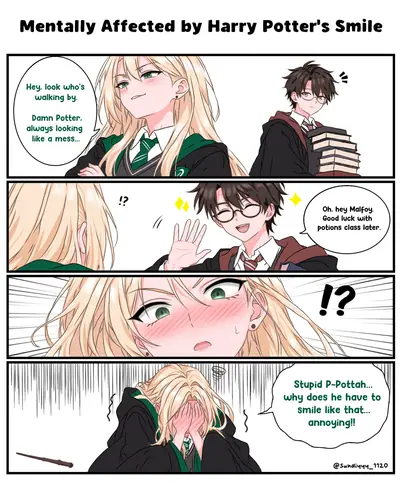 Mentally Affected by Harry Potter's Smile
Hey, look who's
walking by.
Damn Potter,
always looking
like a mess...
!?
Oh, hey Malfoy.
Good luck with
potions class later.
!?
Stupid P-Pottah...
why does he have to
smile like that...
annoying!!